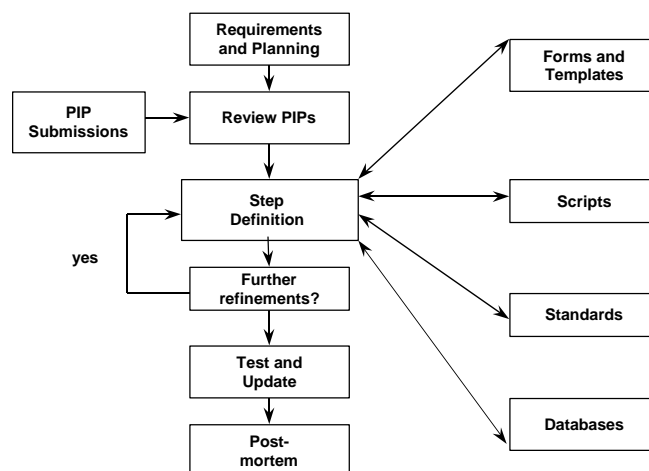 Requirements
and Planning
Forms and
Templates
PIP
Submissions
Review PIPs
Step
Definition
Scripts
yes
Further
refinements?
Standards
Test and
Update
Databases
Post-
mortem